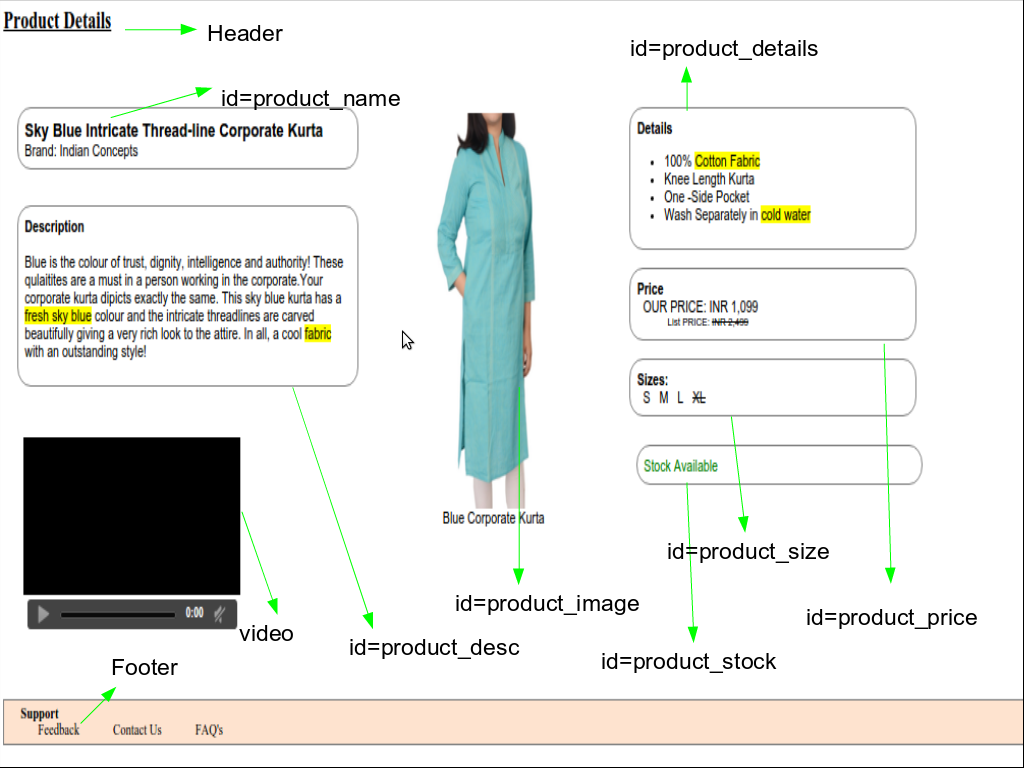 Product Details
Header
id=product_details
id=product_name
Sky Blue Intricate Thread-line Corporate Kurta
Brand: Indian Concepts
Description
Blue is the colour of trust, dignity, intelligence and authority! These
qulaitites are a must in a person working in the corporate.Your
corporate kurta dipicts exactly the same. This sky blue kurta has a
fresh sky blue colour and the intricate threadlines are carved
beautifully giving a very rich look to the attire. In all, a cool fabric
with an outstanding style!
Details
• 100% Cotton Fabric
• Knee Length Kurta
• One -Side Pocket
• Wash Separately in cold water
Price
OUR PRICE: INR 1,099
List PRICE: INR 2,499
Sizes:
S M L XL
Stock Available
Blue Corporate Kurta
0:00
id=product_size
id=product_image
id=product_price
video
id=product_desc
id=product_stock
Footer
Support
Feedback Contact Us FAQ's